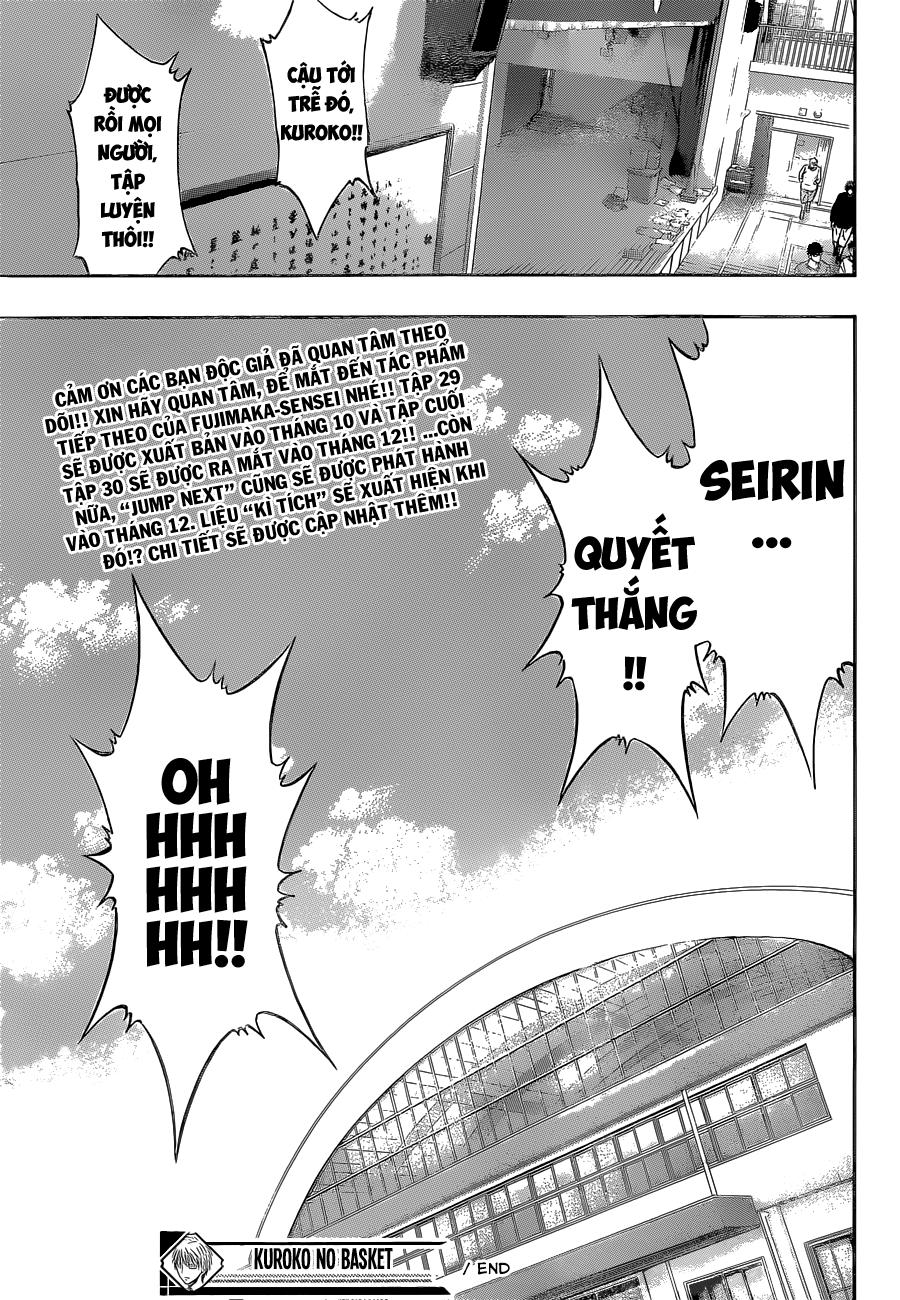 CẬU TỚI
TRỄ ĐÓ,
KUROKO!!
ĐƯỢC
RỒI MỌI
NGƯỜI,
TẬP
LUYỆN
THÔI!!
CẢM ƠN CÁC BẠN ĐỘC GIẢ ĐÃ QUAN TÂM THEO
DÕI!! XIN HÃY QUAN TÂM, ĐỂ MẮT ĐẾN TÁC PHẨM
TIẾP THEO CỦA FUJIMAKA-SENSEI NHÉ!! TẬP 29
SẼ ĐƯỢC XUẤT BẢN VÀO THÁNG 10 VÀ TẬP CUỐI
TẬP 30 SẼ ĐƯỢC RA MẮT VÀO THÁNG 12!! ...CÒN
NỮA, “JUMP NEXT” CŨNG SẼ ĐƯỢC PHÁT HÀNH
VÀO THÁNG 12. LIỆU “KÌ TÍCH” SẼ XUẤT HIỆN KHI
ĐÓ!? CHI TIẾT SẼ ĐƯỢC CẬP NHẬT THÊM!!
SEIRIN
...
QUYẾT
THẮNG
!!
OH
HHH
HHH
HH!!
KUROKO NO BASKET
/ END